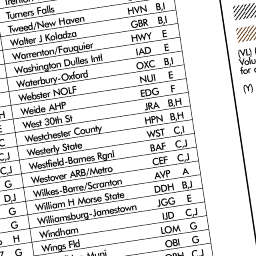 Turners Falls
Tweed/New Haven HVN B,I
Walter J Koladza GBR B,I
Warrenton/Fauquier HWY E
Washington Dulles Intl IAD E
Waterbury-Oxford OXC B,I
Webster NOLF NUI E
Weide AHP EDG F
H West 30th St JRA B,H
E Westchester County HPN B,H
C Westerly State WST C,J
C,J Westfield-Barnes Rgnl BAF C,J
C,J Westover ARB/Metro CEF C,J
G Wilkes-Barre/Scranton AVP A
D,J William H Morse State DDH B,J
G Williamsburg-Jamestown JGG E
G Windham IJD C,J
H Wings Fld LOM G
G OBI G
(VL)
Volu
for
(Y)